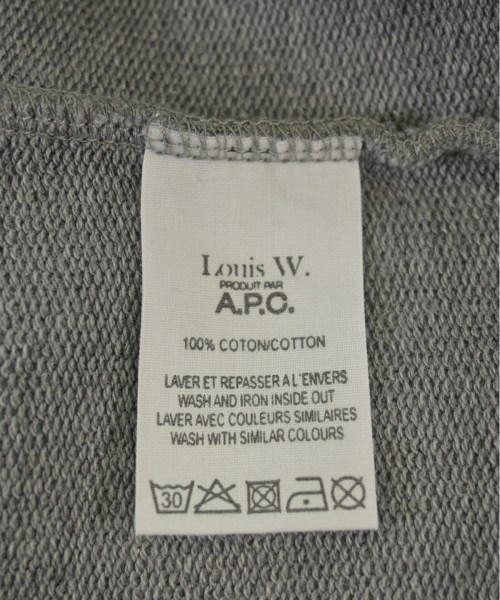 Louis W.
PRODUIT PAR
A.P.C.
100% COTON/COTTON
LAVER ET REPASSER A L'ENVERS
WASH AND IRON INSIDE OUT
LAVER AVEC COULEURS SIMILAIRES
WASH WITH SIMILAR COLOURS
30